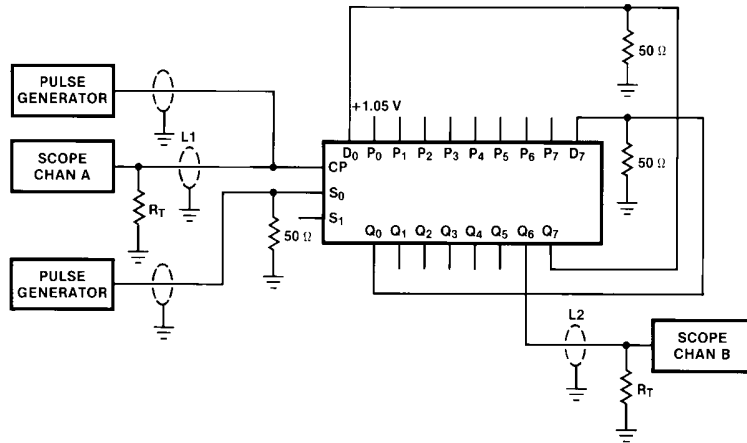 50 Ω
PULSE
GENERATOR
+1.05 V
L1
D0 P0 P1 P2 P3 P4 P5 P6 P7 D7
50 Ω
SCOPE
CHAN A
CP
S0
RT
S1
50 Ω
Q0 Q1 Q2 Q3 Q4 Q5 Q6 Q7
PULSE
GENERATOR
L2
SCOPE
CHAN B
RT